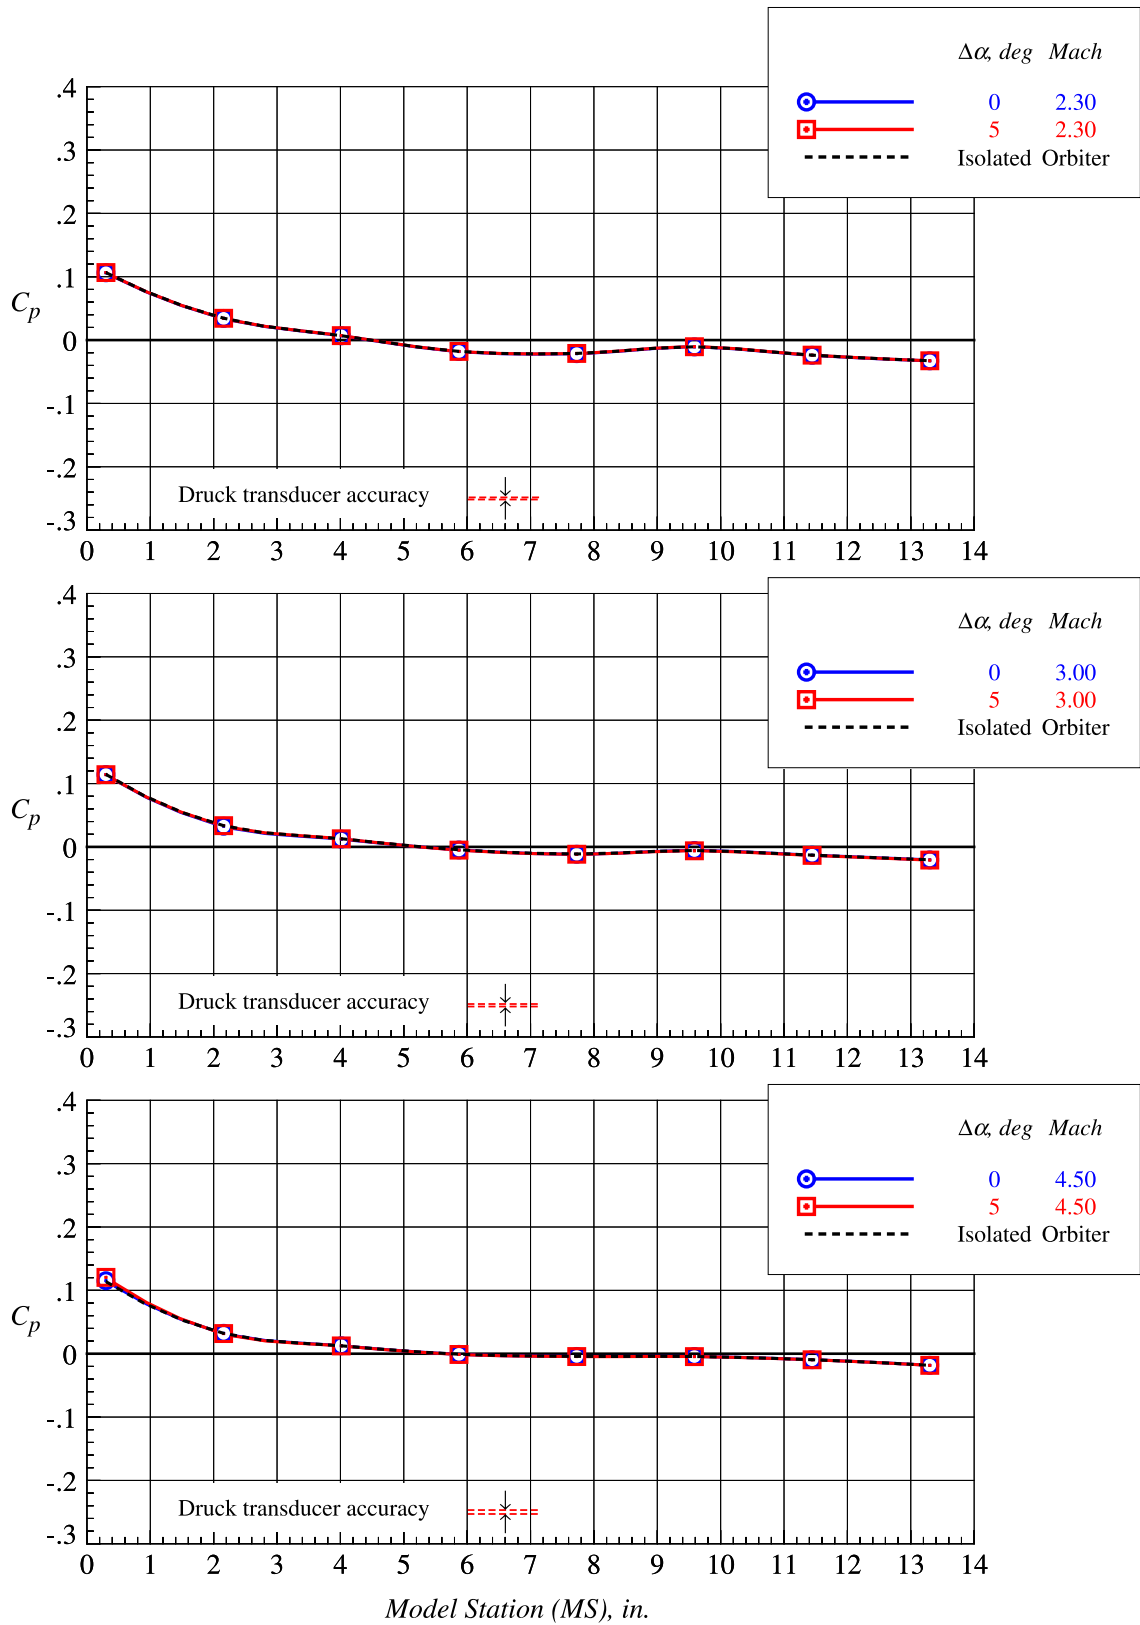 Δα, deg Mach
0 2.30
5 2.30
Isolated Orbiter
.4
.3
.2
.1
0
-.1
-.2
-.3
Cp
Druck transducer accuracy
0 1 2 3 4 5 6 7 8 9 10 11 12 13 14
Δα, deg Mach
0 3.00
5 3.00
Isolated Orbiter
.4
.3
.2
.1
0
-.1
-.2
-.3
Cp
Druck transducer accuracy
0 1 2 3 4 5 6 7 8 9 10 11 12 13 14
Δα, deg Mach
0 4.50
5 4.50
Isolated Orbiter
.4
.3
.2
.1
0
-.1
-.2
-.3
Cp
Druck transducer accuracy
0 1 2 3 4 5 6 7 8 9 10 11 12 13 14
Model Station (MS), in.